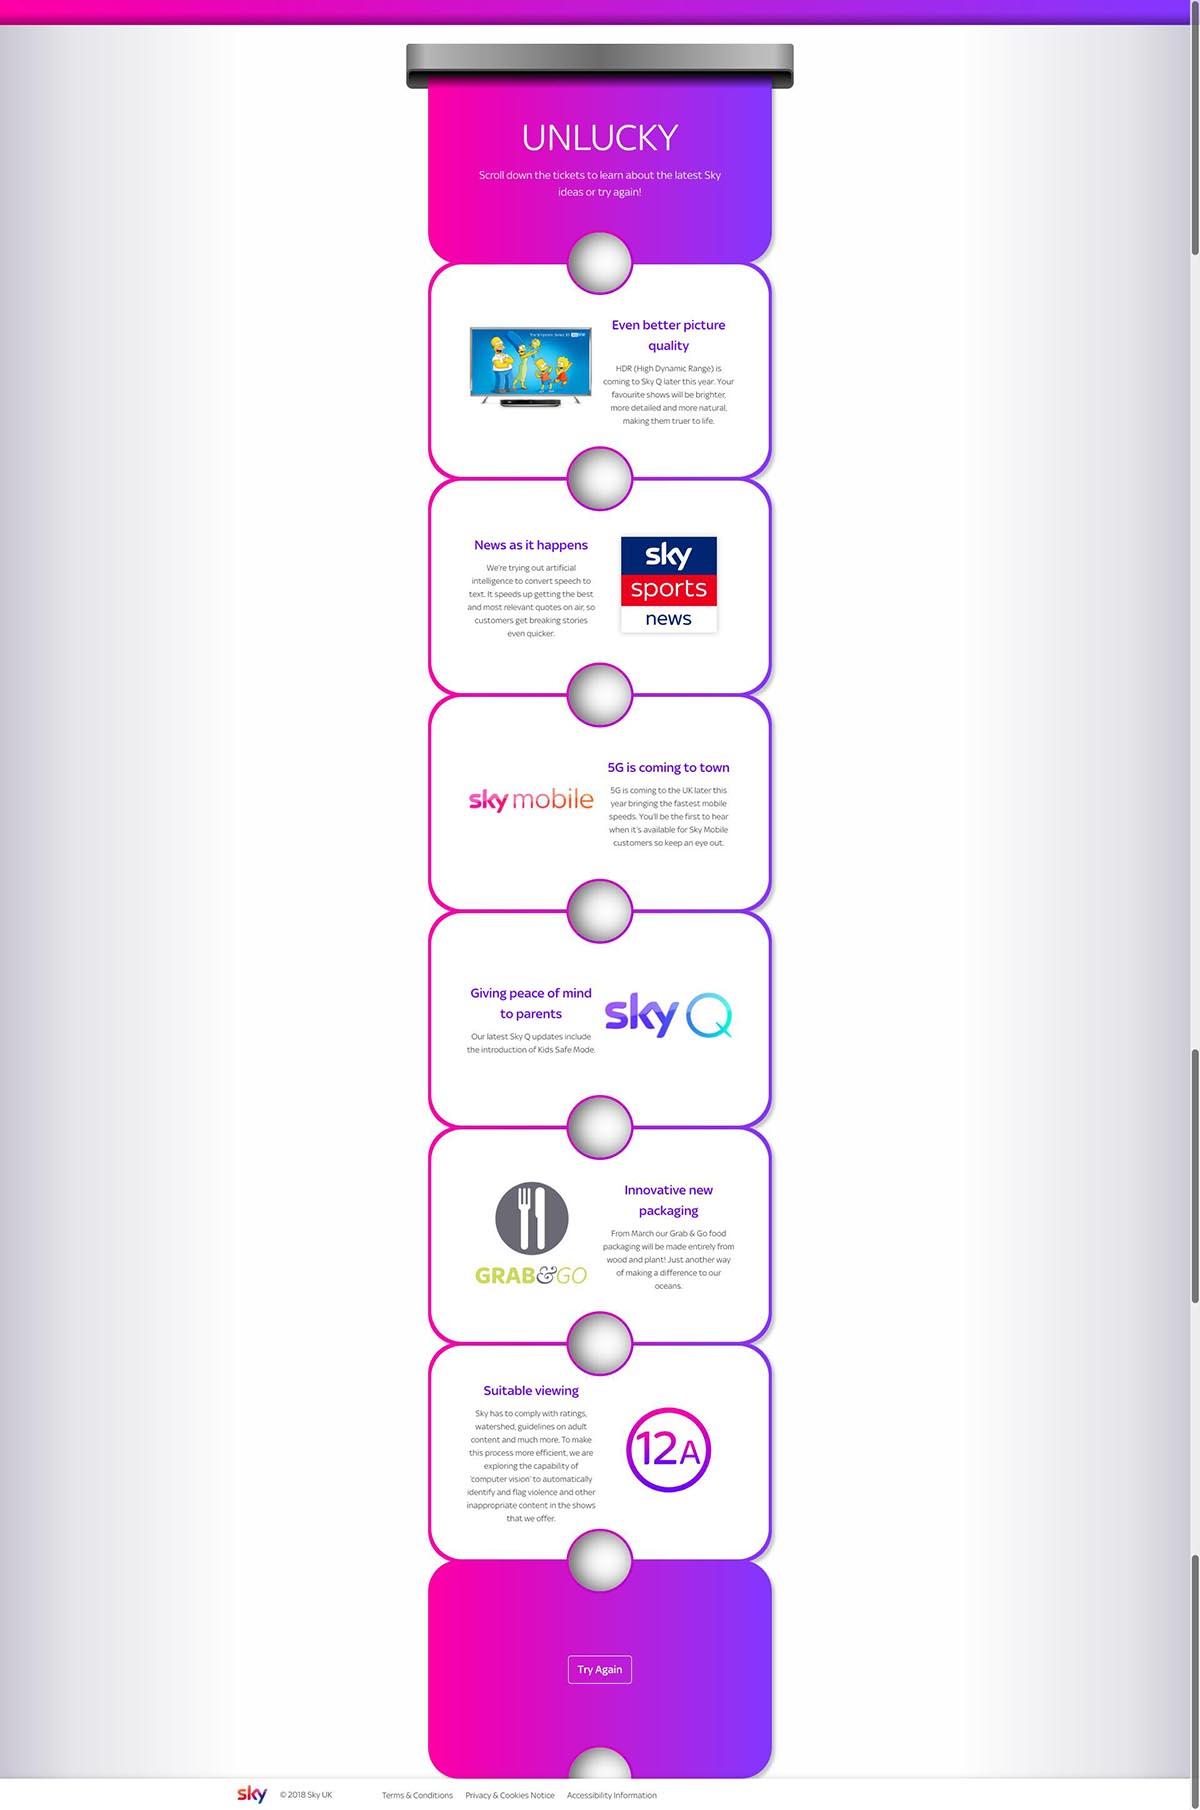 UNLUCKY
Scroll down the tickets to learn about the latest Sky
ideas or try again!
Even better picture
quality
HDR (High Dynamic Range) is
coming to Sky Q later this year. Your
favourite shows will be brighter,
more detailed and more natural,
making them truer to life.
News as it happens
We're trying out artificial
intelligence to convert speech to
text. It speeds up getting the best
and most relevant quotes on air, so
customers get breaking stories
even quicker.
sky
sports
news
sky mobile
5G is coming to town
5G is coming to the UK later this
year bringing the fastest mobile
speeds. You'll be the first to hear
when it's available for Sky Mobile
customers so keep an eye out.
Giving peace of mind
to parents
Our latest Sky Q updates include
the introduction of Kids Safe Mode.
sky Q
GRAB&GO
Innovative new
packaging
From March our Grab & Go food
packaging will be made entirely from
wood and plant! Just another way
of making a difference to our
oceans.
Suitable viewing
Sky has to comply with ratings,
watershed, guidelines on adult
content and much more. To make
this process more efficient, we are
exploring the capability of
'computer vision' to automatically
identify and flag violence and other
inappropriate content in the shows
that we offer.
12A
Try Again
sky © 2018 Sky UK Terms & Conditions Privacy & Cookies Notice Accessibility Information